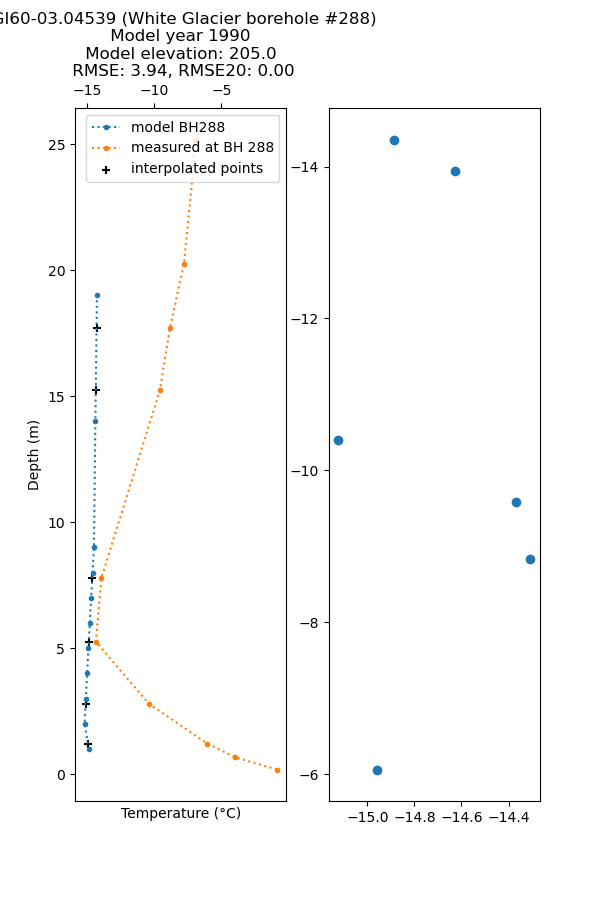 GI60-03.04539 (White Glacier borehole #288)
Model year 1990
Model elevation: 205.0
RMSE: 3.94, RMSE20: 0.00
−15 −10 −5
model BH288
measured at BH 288
interpolated points
25
20
15
10
5
0
Depth (m)
Temperature (°C)
−14
−12
−10
−8
−6
−15.0 −14.8 −14.6 −14.4